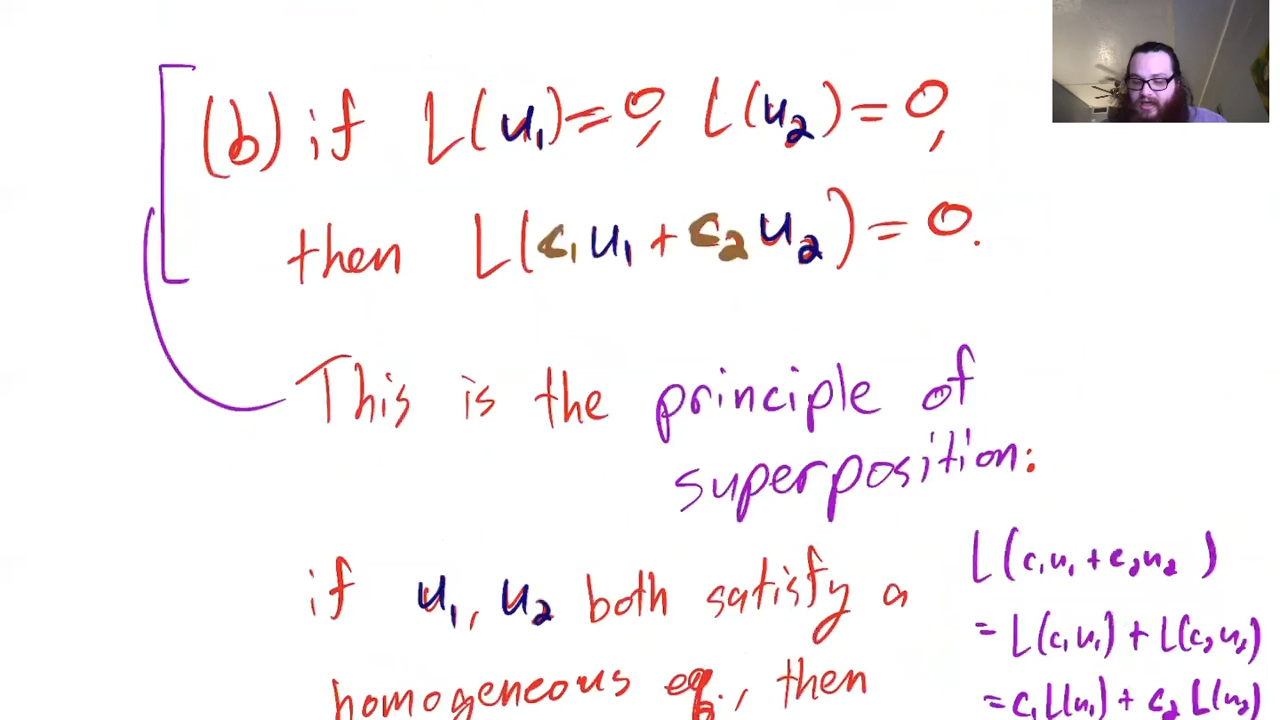 (b) if L(u₁)=0, L(u₂)=0,
then L(c₁u₁+c₂u₂)=0.
This is the principle of
superposition:
if u₁, u₂ both satisfy a
homogeneous eq., then
L(c₁u₁+c₂u₂)
=L(c₁u₁)+L(c₂u₂)
=c₁L(u₁)+c₂L(u₂)